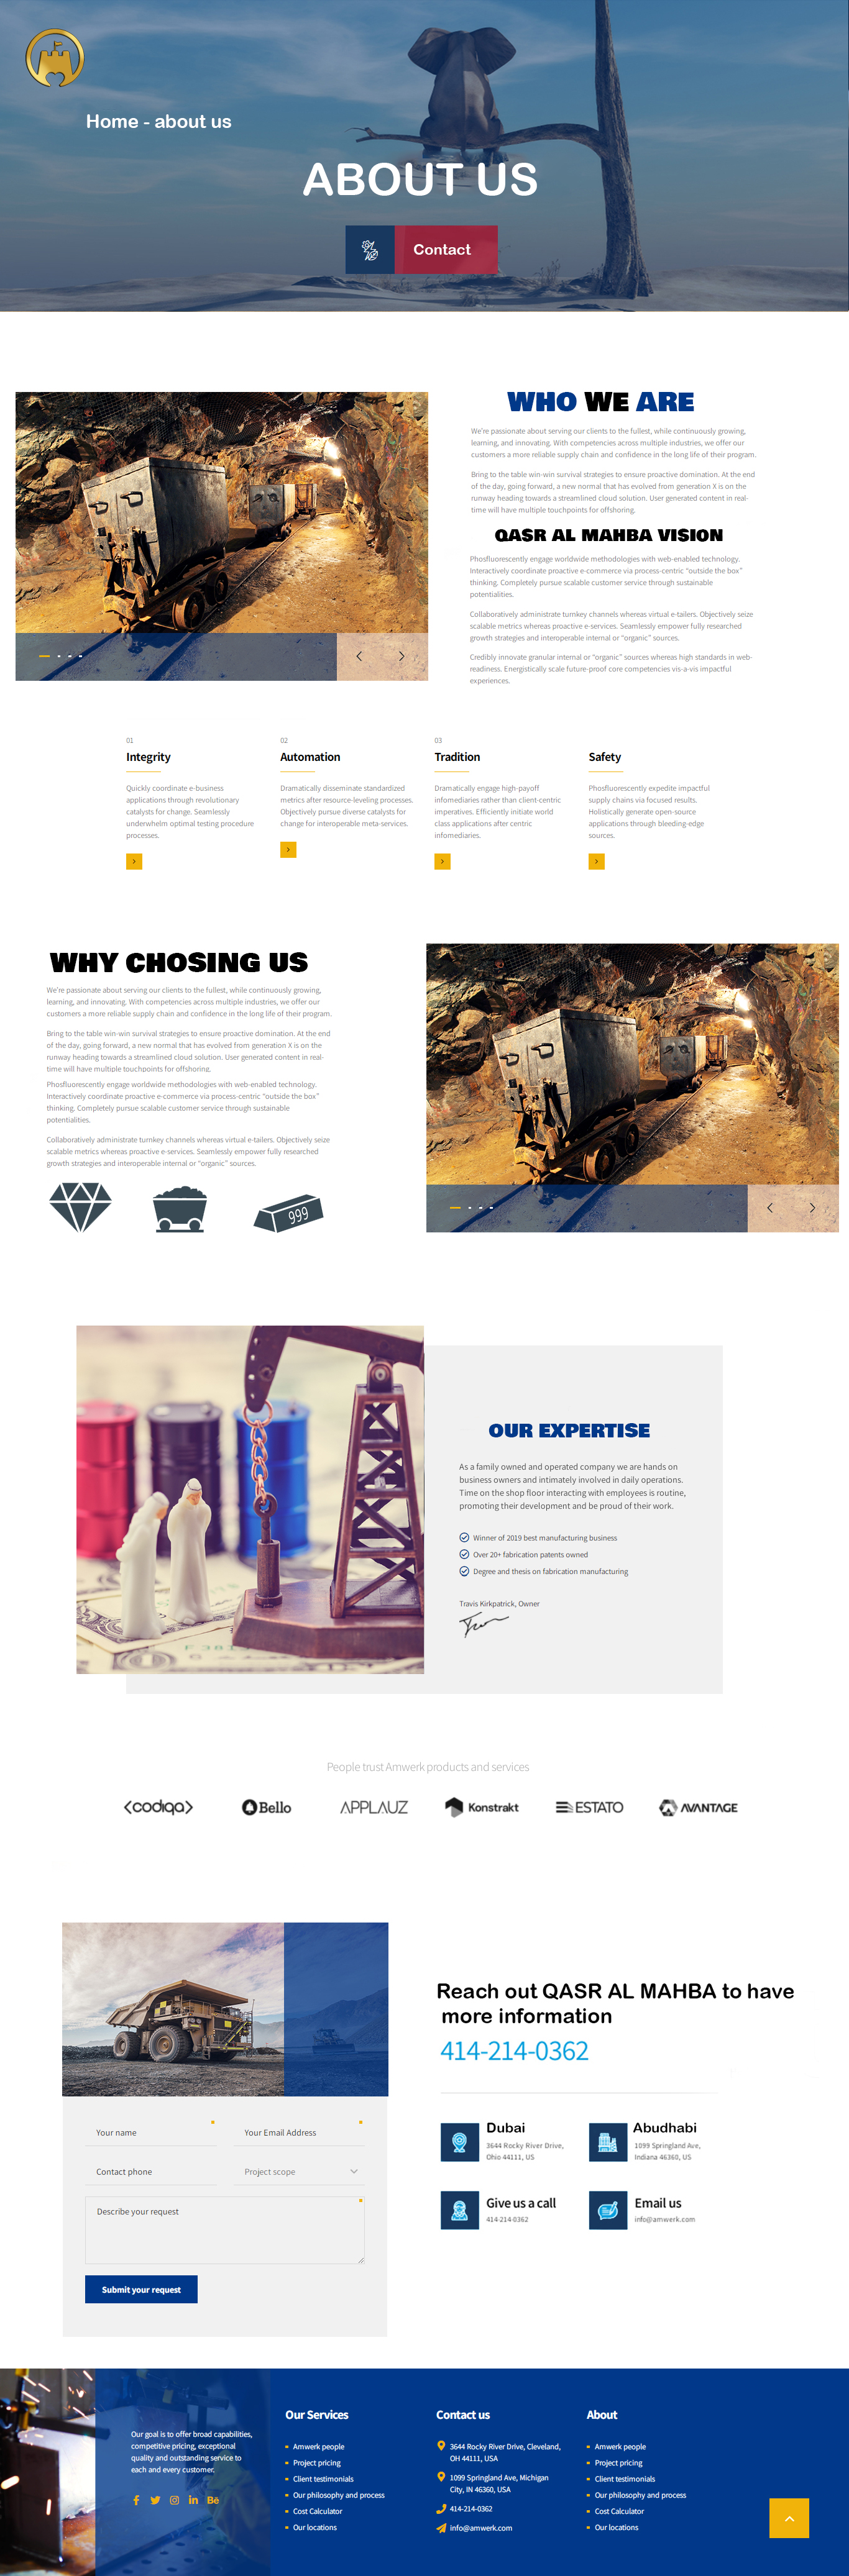 Home - about us
ABOUT US
Contact
WHO WE ARE
We're passionate about serving our clients to the fullest, while continuously growing,
learning, and innovating. With competencies across multiple industries, we offer our
customers a more reliable supply chain and confidence in the long life of their program.
Bring to the table win-win survival strategies to ensure proactive domination. At the end
of the day, going forward, a new normal that has evolved from generation X is on the
runway heading towards a streamlined cloud solution. User generated content in real-
time will have multiple touchpoints for offshoring.
QASR AL MAHBA VISION
Phosfluorescently engage worldwide methodologies with web-enabled technology.
Interactively coordinate proactive e-commerce via process-centric “outside the box”
thinking. Completely pursue scalable customer service through sustainable
potentialities.
Collaboratively administrate turnkey channels whereas virtual e-tailers. Objectively seize
scalable metrics whereas proactive e-services. Seamlessly empower fully researched
growth strategies and interoperable internal or “organic” sources.
Credibly innovate granular internal or “organic” sources whereas high standards in web-
readiness. Energistically scale future-proof core competencies vis-a-vis impactful
experiences.
01
Integrity
Quickly coordinate e-business
applications through revolutionary
catalysts for change. Seamlessly
underwhelm optimal testing procedure
processes.
02
Automation
Dramatically disseminate standardized
metrics after resource-leveling processes.
Objectively pursue diverse catalysts for
change for interoperable meta-services.
03
Tradition
Dramatically engage high-payoff
infomediaries rather than client-centric
imperatives. Efficiently initiate world
class applications after centric
infomediaries.
Safety
Phosfluorescently expedite impactful
supply chains via focused results.
Holistically generate open-source
applications through bleeding-edge
sources.
WHY CHOSING US
We're passionate about serving our clients to the fullest, while continuously growing,
learning, and innovating. With competencies across multiple industries, we offer our
customers a more reliable supply chain and confidence in the long life of their program.
Bring to the table win-win survival strategies to ensure proactive domination. At the end
of the day, going forward, a new normal that has evolved from generation X is on the
runway heading towards a streamlined cloud solution. User generated content in real-
time will have multiple touchpoints for offshoring.
Phosfluorescently engage worldwide methodologies with web-enabled technology.
Interactively coordinate proactive e-commerce via process-centric “outside the box”
thinking. Completely pursue scalable customer service through sustainable
potentialities.
Collaboratively administrate turnkey channels whereas virtual e-tailers. Objectively seize
scalable metrics whereas proactive e-services. Seamlessly empower fully researched
growth strategies and interoperable internal or “organic” sources.
999
OUR EXPERTISE
As a family owned and operated company we are hands on
business owners and intimately involved in daily operations.
Time on the shop floor interacting with employees is routine,
promoting their development and be proud of their work.
Winner of 2019 best manufacturing business
Over 20+ fabrication patents owned
Degree and thesis on fabrication manufacturing
Travis Kirkpatrick, Owner
People trust Amwerk products and services
codiqa
Bello
APPLAUZ
Konstrakt
ESTATO
AVANTAGE
Your name
Your Email Address
Contact phone
Project scope
Describe your request
Submit your request
Reach out QASR AL MAHBA to have
more information
414-214-0362
Dubai
3644 Rocky River Drive,
Ohio 44111, US
Abudhabi
1099 Springland Ave,
Indiana 46360, US
Give us a call
414-214-0362
Email us
info@amwerk.com
Our goal is to offer broad capabilities,
competitive pricing, exceptional
quality and outstanding service to
each and every customer.
Our Services
Amwerk people
Project pricing
Client testimonials
Our philosophy and process
Cost Calculator
Our locations
Contact us
3644 Rocky River Drive, Cleveland,
OH 44111, USA
1099 Springland Ave, Michigan
City, IN 46360, USA
414-214-0362
info@amwerk.com
About
Amwerk people
Project pricing
Client testimonials
Our philosophy and process
Cost Calculator
Our locations